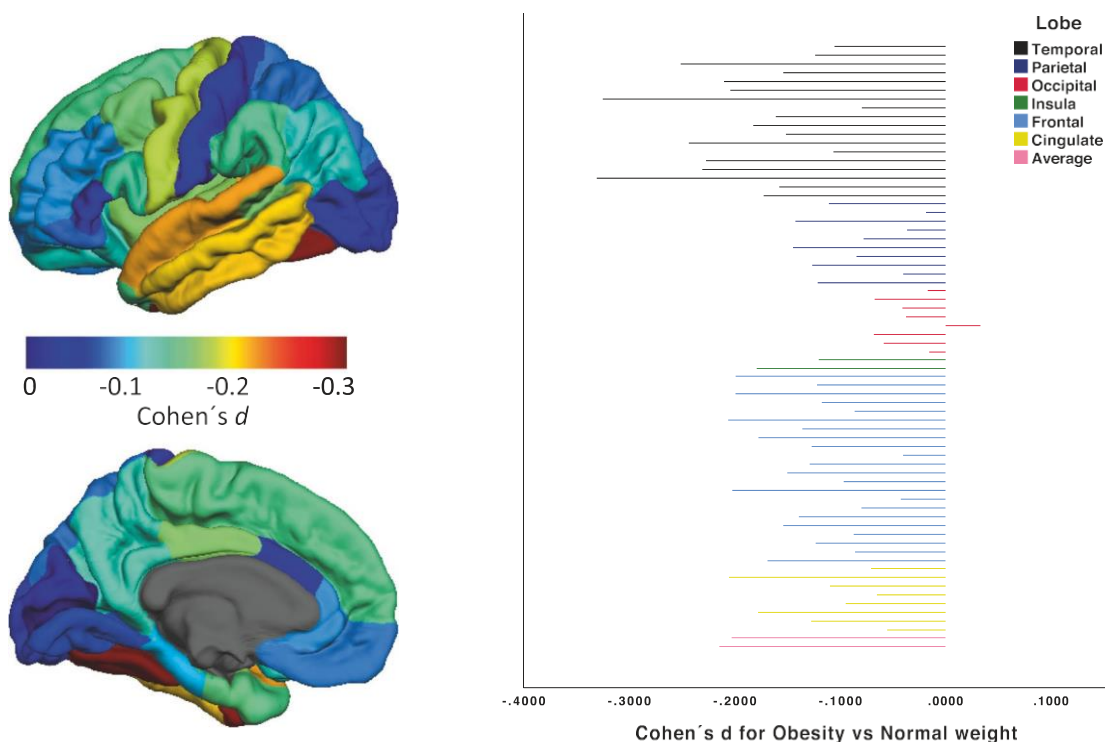 0
-0.1
-0.2
-0.3
Cohen´s d
Lobe
Temporal
Parietal
Occipital
Insula
Frontal
Cingulate
Average
-.4000
-.3000
-.2000
-.1000
.0000
.1000
Cohen´s d for Obesity vs Normal weight